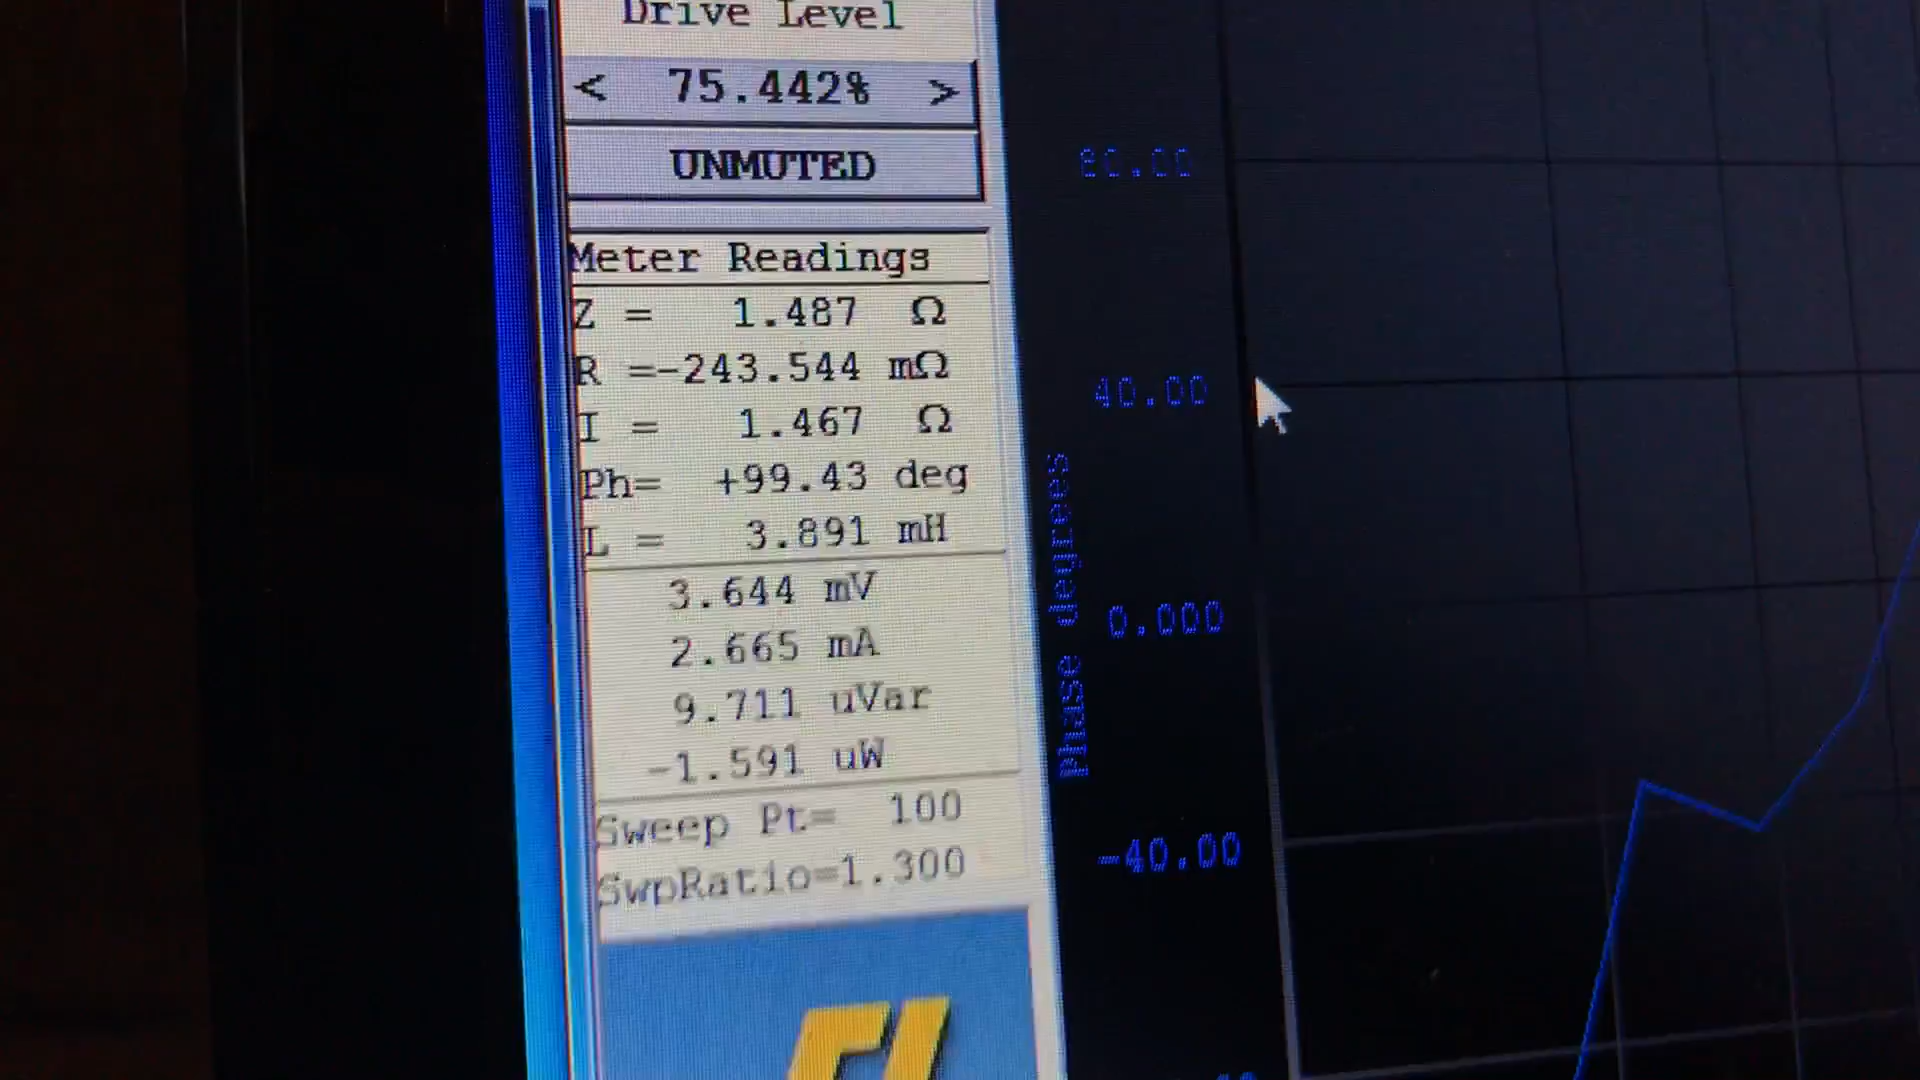 Drive Level
< 75.442% >
UNMUTED
Meter Readings
Z = 1.487 Ω
R =-243.544 mΩ
I = 1.467 Ω
Ph= +99.43 deg
L = 3.891 mH
3.644 mV
2.665 mA
9.711 uVar
-1.591 uW
Sweep Pt= 100
SwpRatio=1.300
80.00
40.00
0.000
-40.00
Phase degrees